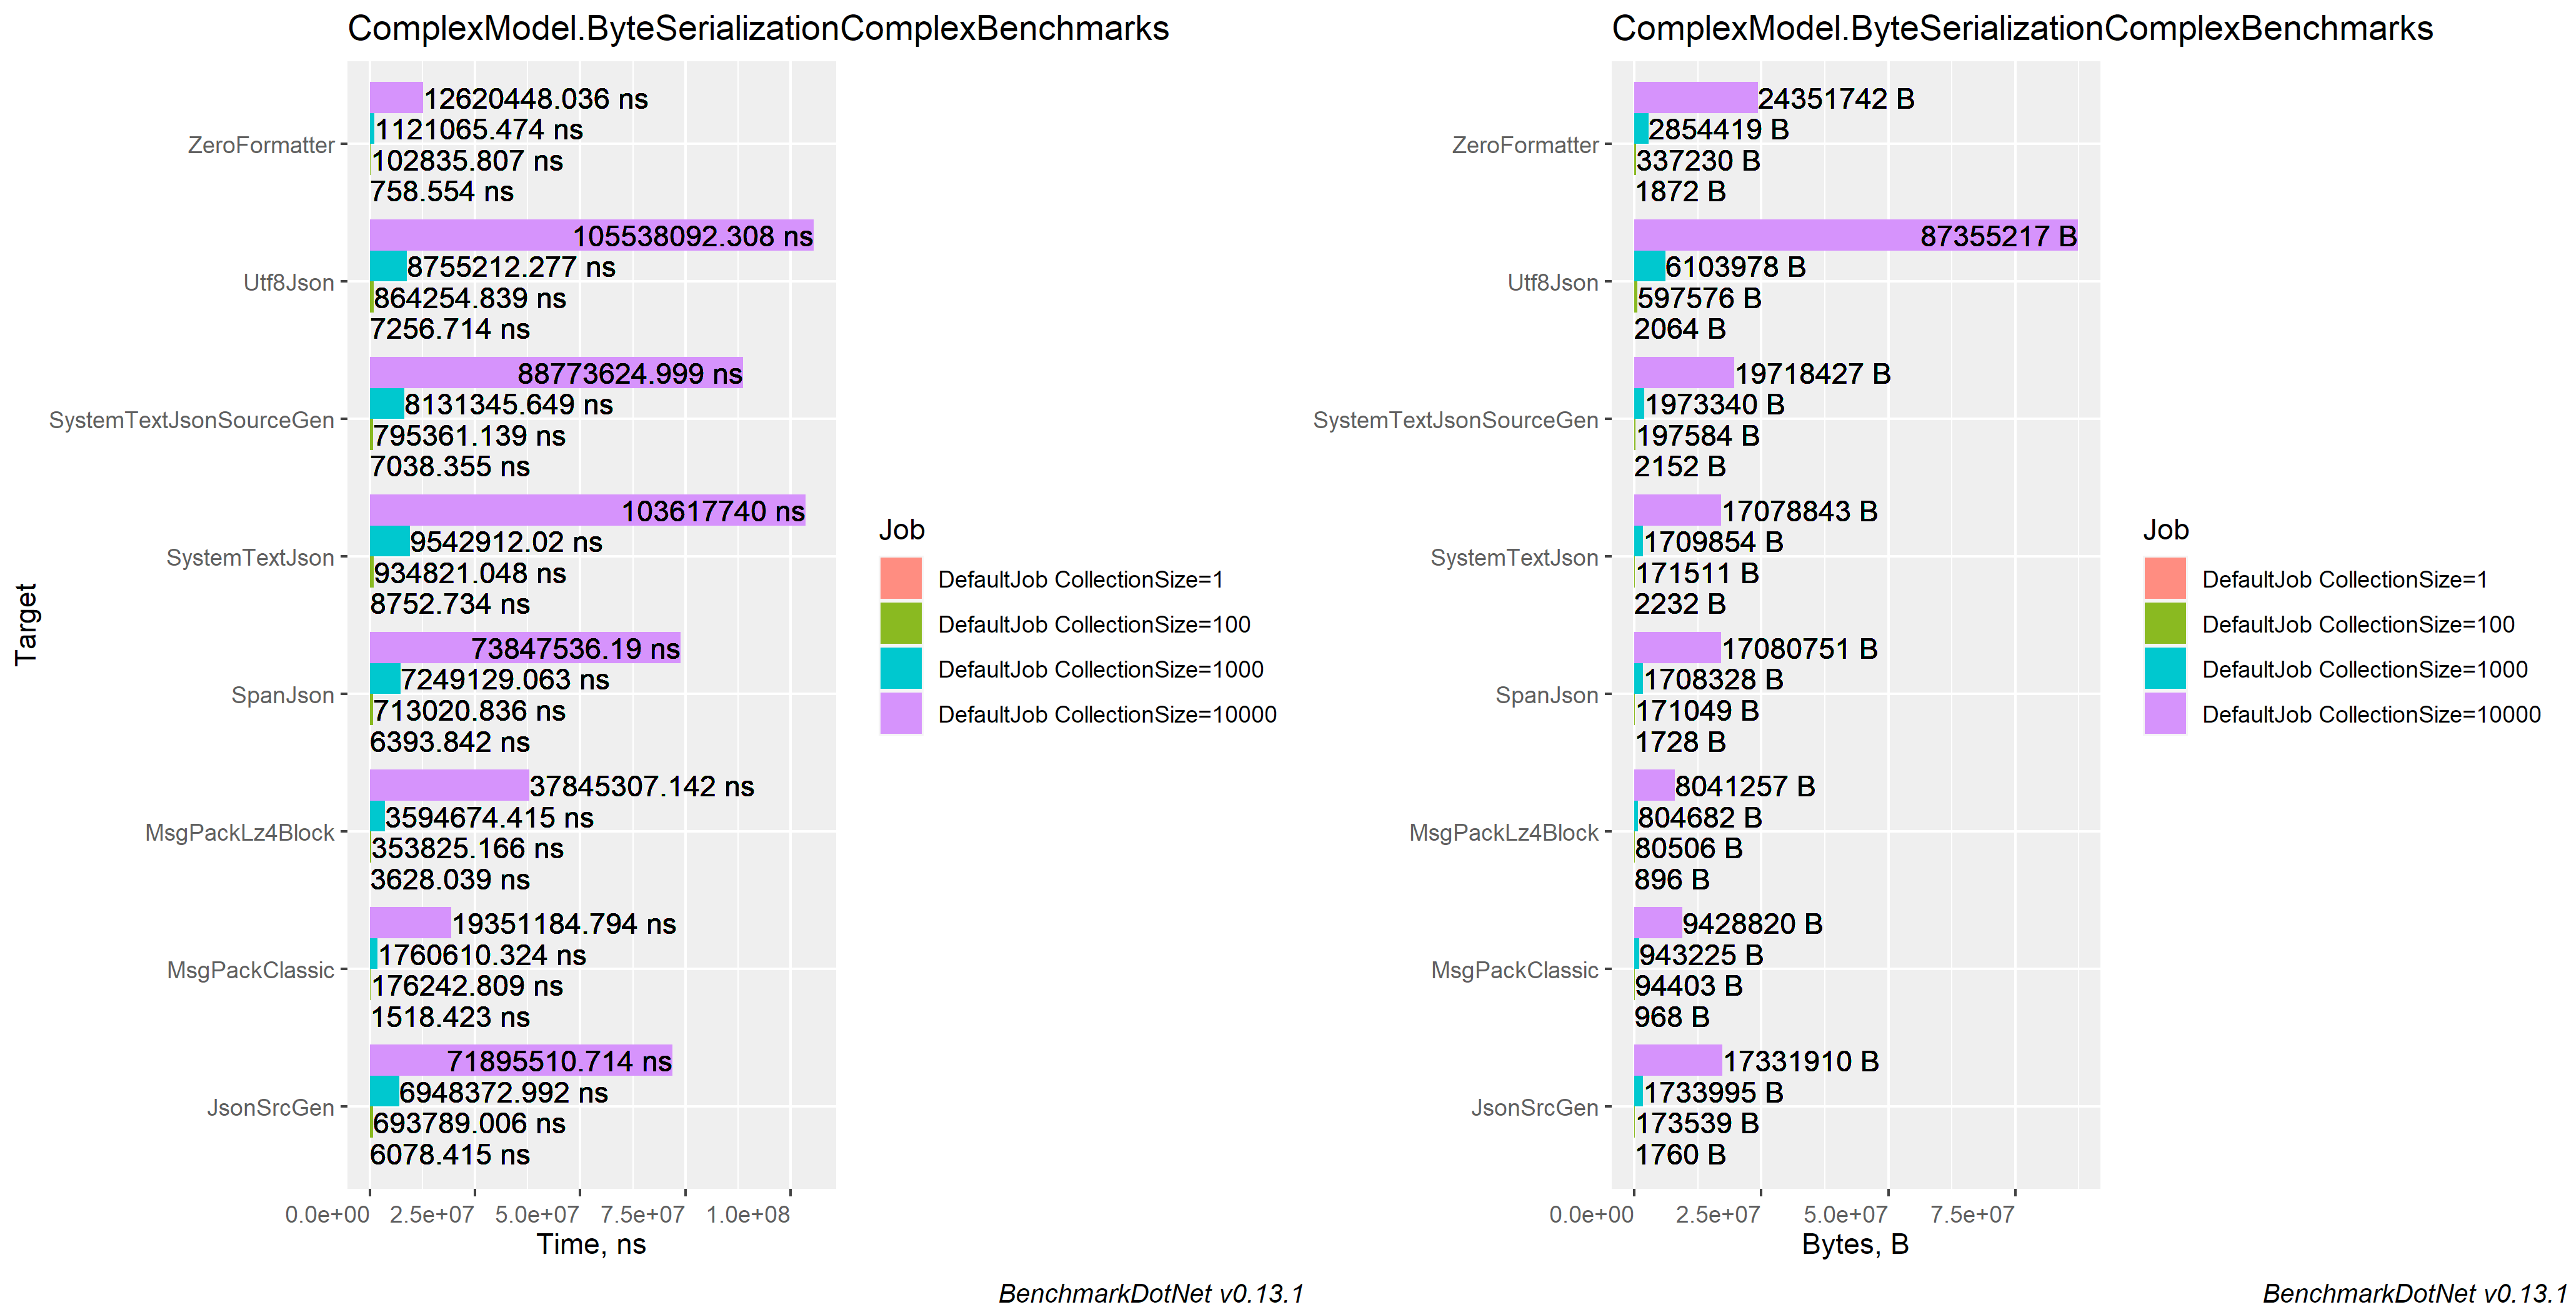 ComplexModel.ByteSerializationComplexBenchmarks
Target
ZeroFormatter
12620448.036 ns
1121065.474 ns
102835.807 ns
758.554 ns
Utf8Json
105538092.308 ns
8755212.277 ns
864254.839 ns
7256.714 ns
SystemTextJsonSourceGen
88773624.999 ns
8131345.649 ns
795361.139 ns
7038.355 ns
SystemTextJson
103617740 ns
9542912.02 ns
934821.048 ns
8752.734 ns
SpanJson
73847536.19 ns
7249129.063 ns
713020.836 ns
6393.842 ns
MsgPackLz4Block
37845307.142 ns
3594674.415 ns
353825.166 ns
3628.039 ns
MsgPackClassic
19351184.794 ns
1760610.324 ns
176242.809 ns
1518.423 ns
JsonSrcGen
71895510.714 ns
6948372.992 ns
693789.006 ns
6078.415 ns
0.0e+00 2.5e+07 5.0e+07 7.5e+07 1.0e+08
Time, ns
Job
DefaultJob CollectionSize=1
DefaultJob CollectionSize=100
DefaultJob CollectionSize=1000
DefaultJob CollectionSize=10000
BenchmarkDotNet v0.13.1
ComplexModel.ByteSerializationComplexBenchmarks
ZeroFormatter
24351742 B
2854419 B
337230 B
1872 B
Utf8Json
87355217 B
6103978 B
597576 B
2064 B
SystemTextJsonSourceGen
19718427 B
1973340 B
197584 B
2152 B
SystemTextJson
17078843 B
1709854 B
171511 B
2232 B
SpanJson
17080751 B
1708328 B
171049 B
1728 B
MsgPackLz4Block
8041257 B
804682 B
80506 B
896 B
MsgPackClassic
9428820 B
943225 B
94403 B
968 B
JsonSrcGen
17331910 B
1733995 B
173539 B
1760 B
0.0e+00 2.5e+07 5.0e+07 7.5e+07
Bytes, B
Job
DefaultJob CollectionSize=1
DefaultJob CollectionSize=100
DefaultJob CollectionSize=1000
DefaultJob CollectionSize=10000
BenchmarkDotNet v0.13.1